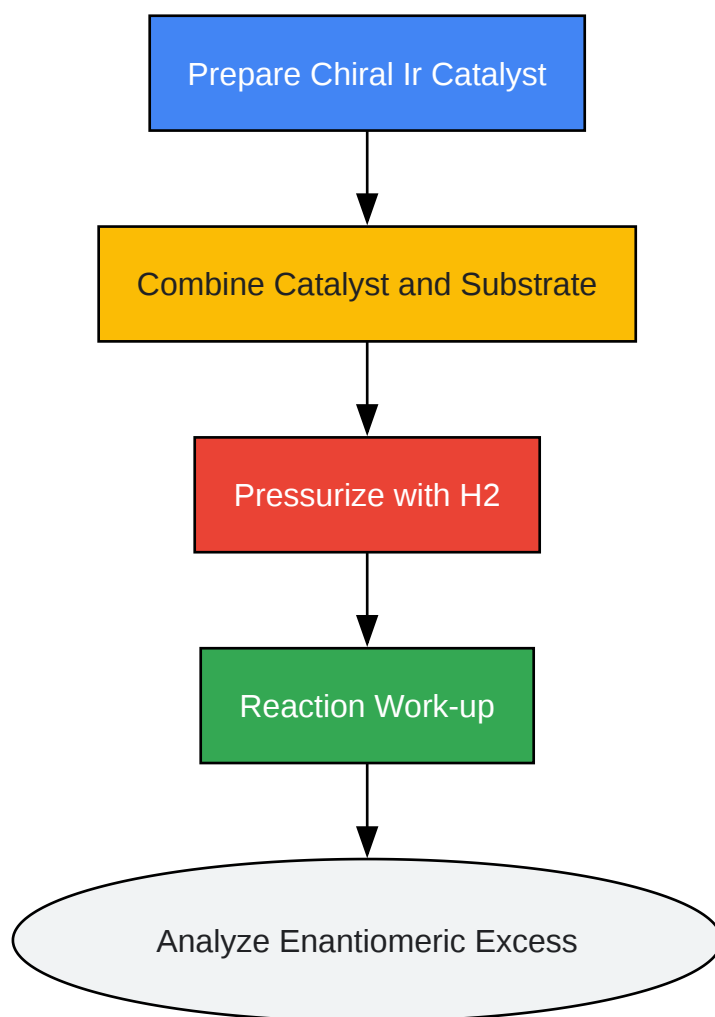 Prepare Chiral Ir Catalyst
Combine Catalyst and Substrate
Pressurize with H2
Reaction Work-up
Analyze Enantiomeric Excess